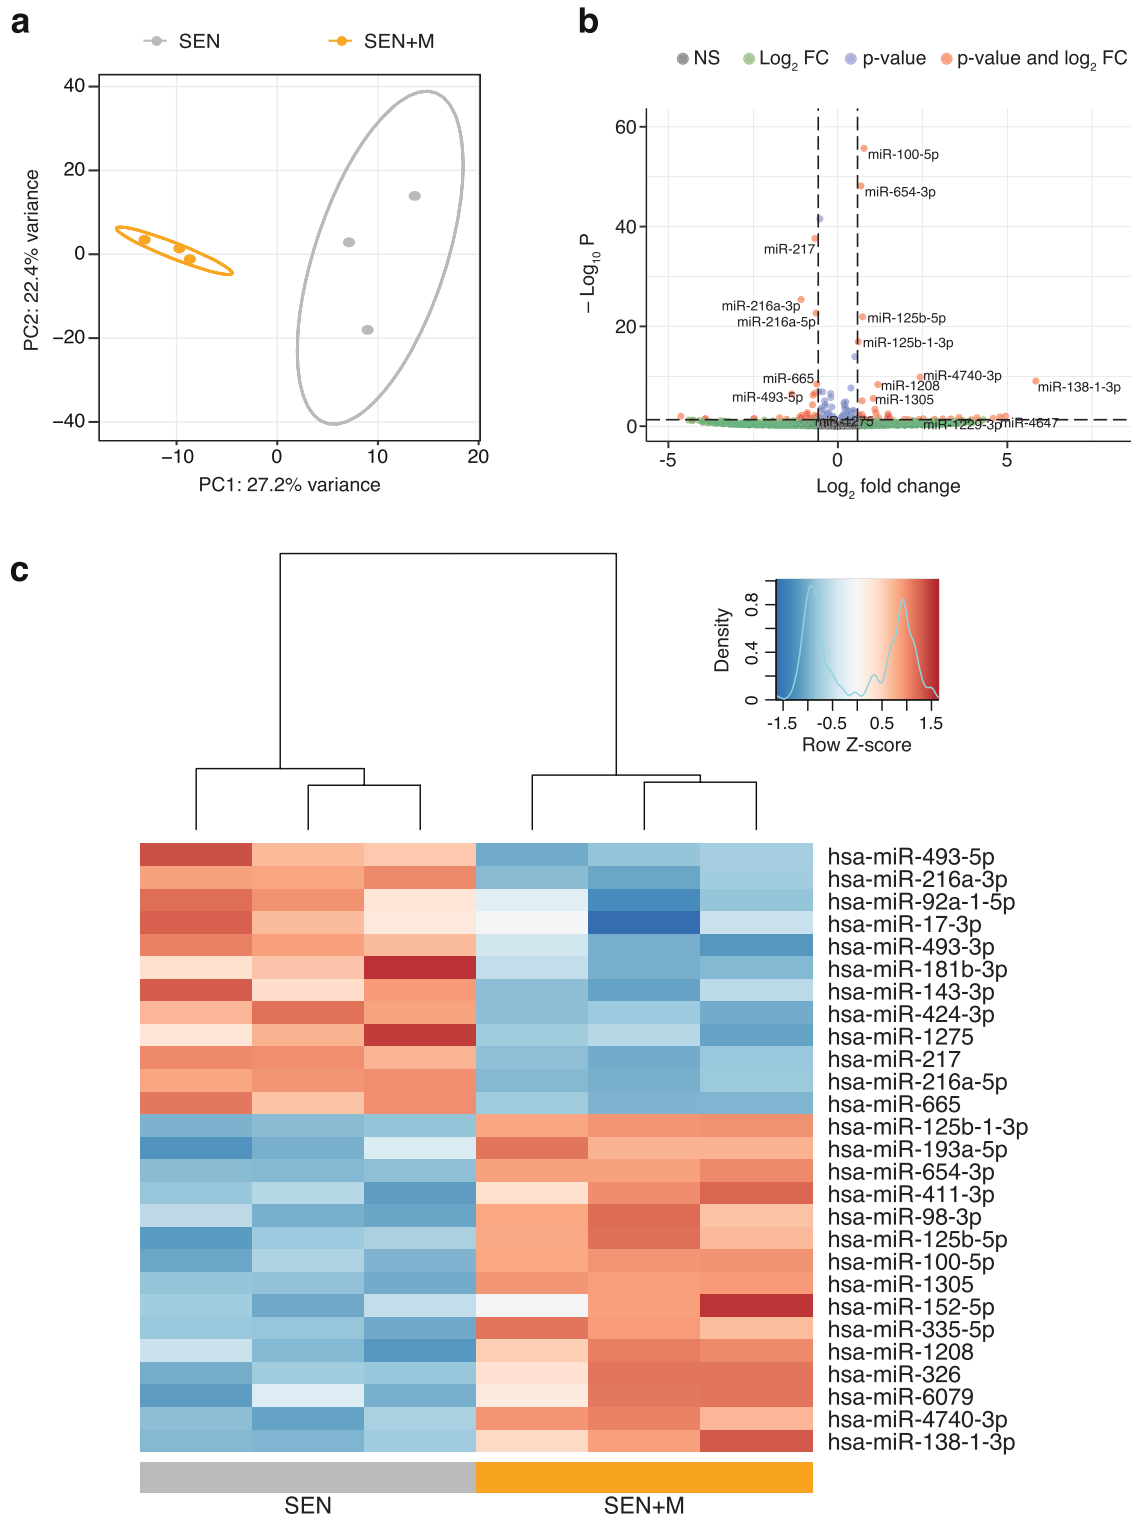 a
SEN
SEN+M
40
20
0
−20
−40
−10
0
10
20
PC2: 22.4% variance
PC1: 27.2% variance
b
NS
Log2 FC
p-value
p-value and log2 FC
60
40
20
0
-5
0
5
– Log10 P
Log2 fold change
miR-100-5p
miR-654-3p
miR-217
miR-216a-3p
miR-216a-5p
miR-125b-5p
miR-125b-1-3p
miR-665
miR-4740-3p
miR-1208
miR-138-1-3p
miR-493-5p
miR-1305
miR-1275
miR-1229-3p
miR-4647
c
Density
0.8
0.4
0
-1.5
-0.5
0.5
1.5
Row Z-score
hsa-miR-493-5p
hsa-miR-216a-3p
hsa-miR-92a-1-5p
hsa-miR-17-3p
hsa-miR-493-3p
hsa-miR-181b-3p
hsa-miR-143-3p
hsa-miR-424-3p
hsa-miR-1275
hsa-miR-217
hsa-miR-216a-5p
hsa-miR-665
hsa-miR-125b-1-3p
hsa-miR-193a-5p
hsa-miR-654-3p
hsa-miR-411-3p
hsa-miR-98-3p
hsa-miR-125b-5p
hsa-miR-100-5p
hsa-miR-1305
hsa-miR-152-5p
hsa-miR-335-5p
hsa-miR-1208
hsa-miR-326
hsa-miR-6079
hsa-miR-4740-3p
hsa-miR-138-1-3p
SEN
SEN+M